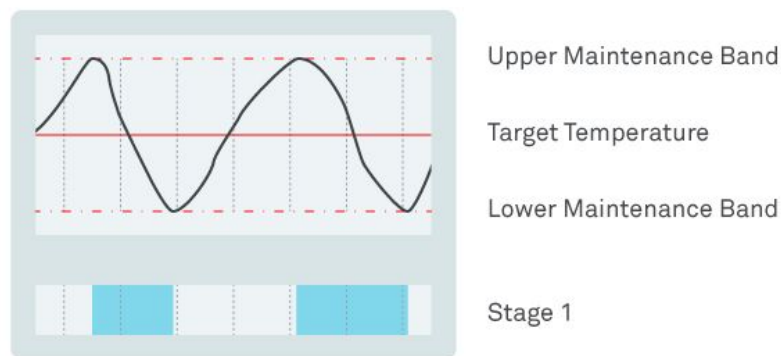 Upper Maintenance Band
Target Temperature
Lower Maintenance Band
Stage 1